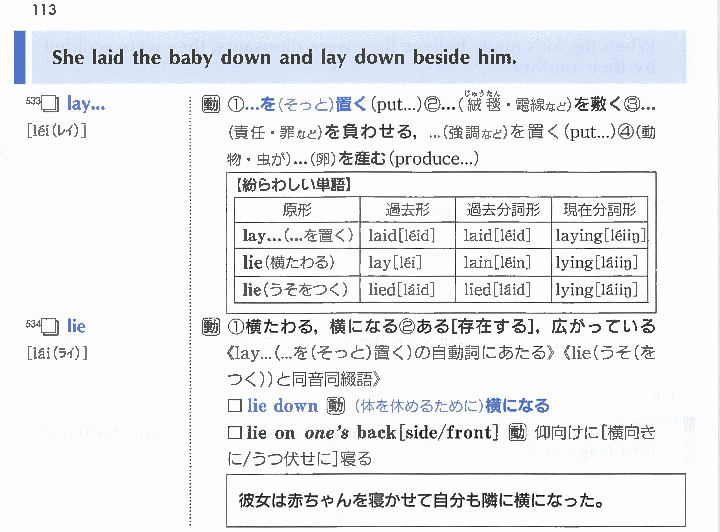 113
She laid the baby down and lay down beside him.
533 □ lay…
[léi(レイ)]
動 ①…を(そっと)置く(put…)②…(絨毯・電線など)を敷く③…
じゅうたん
(責任・罪など)を負わせる，…(強調など)を置く(put…)④(動
物・虫が)…(卵)を産む(produce…)
【紛らわしい単語】
原形 過去形 過去分詞形 現在分詞形
lay…(…を置く) laid[léid] laid[léid] laying[léiiŋ]
lie(横たわる) lay[léi] lain[léin] lying[láiiŋ]
lie(うそをつく) lied[láid] lied[láid] lying[láiiŋ]
534 □ lie
[lái(ライ)]
動 ①横たわる，横になる②ある[存在する]，広がっている
《lay…(…を(そっと)置く)の自動詞にあたる》《lie(うそ(を
つく))と同音同綴語》
□ lie down 動 (体を休めるために)横になる
□ lie on one's back[side/front] 動 仰向けに[横向き
に/うつ伏せに]寝る
彼女は赤ちゃんを寝かせて自分も隣に横になった。